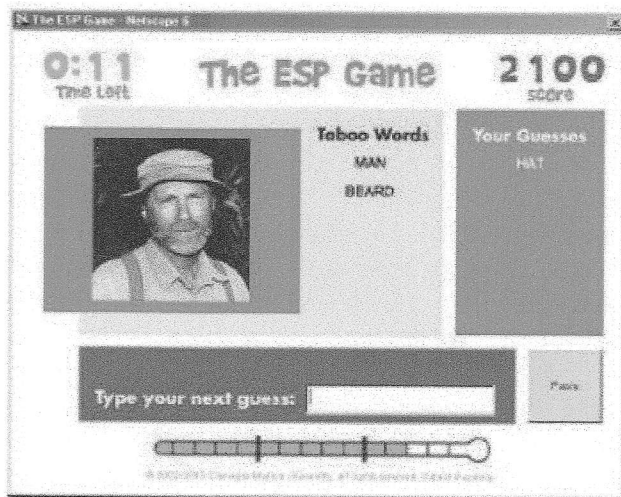 The ESP Game - Netscape 6
0:11
Time Left
The ESP Game
2100
score
Taboo Words
MAN
BEARD
Your Guesses
HAT
Type your next guess:
Pass